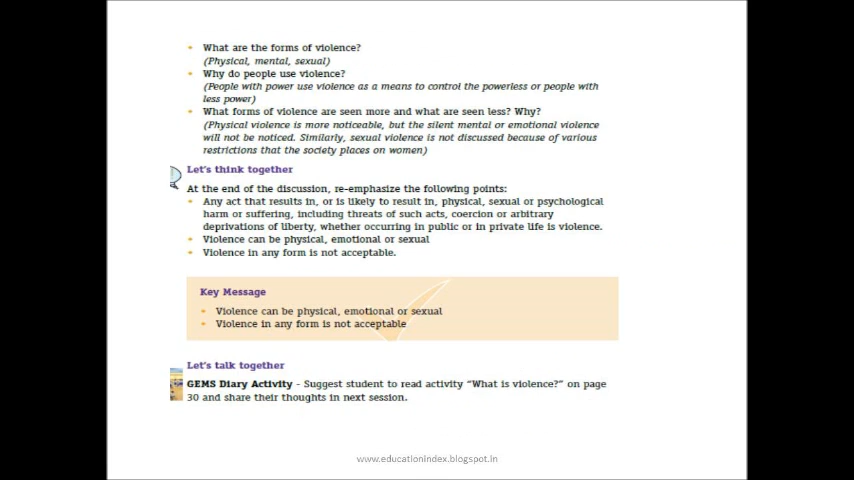 What are the forms of violence?
(Physical, mental, sexual)
Why do people use violence?
(People with power use violence as a means to control the powerless or people with
less power)
What forms of violence are seen more and what are seen less? Why?
(Physical violence is more noticeable, but the silent mental or emotional violence
will not be noticed. Similarly, sexual violence is not discussed because of various
restrictions that the society places on women)
Let's think together
At the end of the discussion, re-emphasize the following points:
Any act that results in, or is likely to result in, physical, sexual or psychological
harm or suffering, including threats of such acts, coercion or arbitrary
deprivations of liberty, whether occurring in public or in private life is violence.
Violence can be physical, emotional or sexual
Violence in any form is not acceptable.
Key Message
Violence can be physical, emotional or sexual
Violence in any form is not acceptable
Let's talk together
GEMS Diary Activity - Suggest student to read activity "What is violence?" on page
30 and share their thoughts in next session.
www.educationindex.blogspot.in